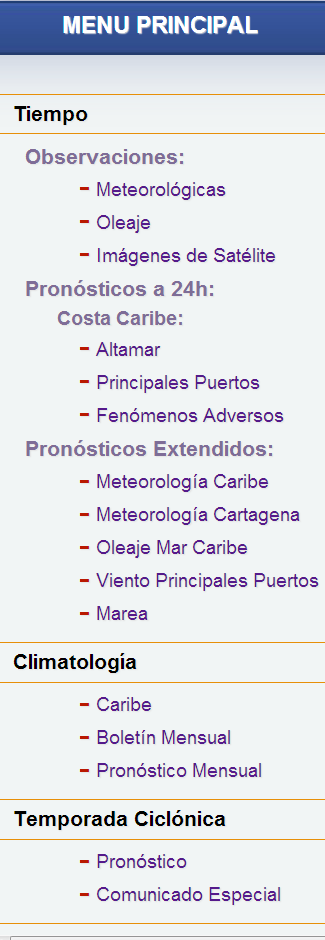 MENU PRINCIPAL
Tiempo
Observaciones:
- Meteorológicas
- Oleaje
- Imágenes de Satélite
Pronósticos a 24h:
Costa Caribe:
- Altamar
- Principales Puertos
- Fenómenos Adversos
Pronósticos Extendidos:
- Meteorología Caribe
- Meteorología Cartagena
- Oleaje Mar Caribe
- Viento Principales Puertos
- Marea
Climatología
- Caribe
- Boletín Mensual
- Pronóstico Mensual
Temporada Ciclónica
- Pronóstico
- Comunicado Especial